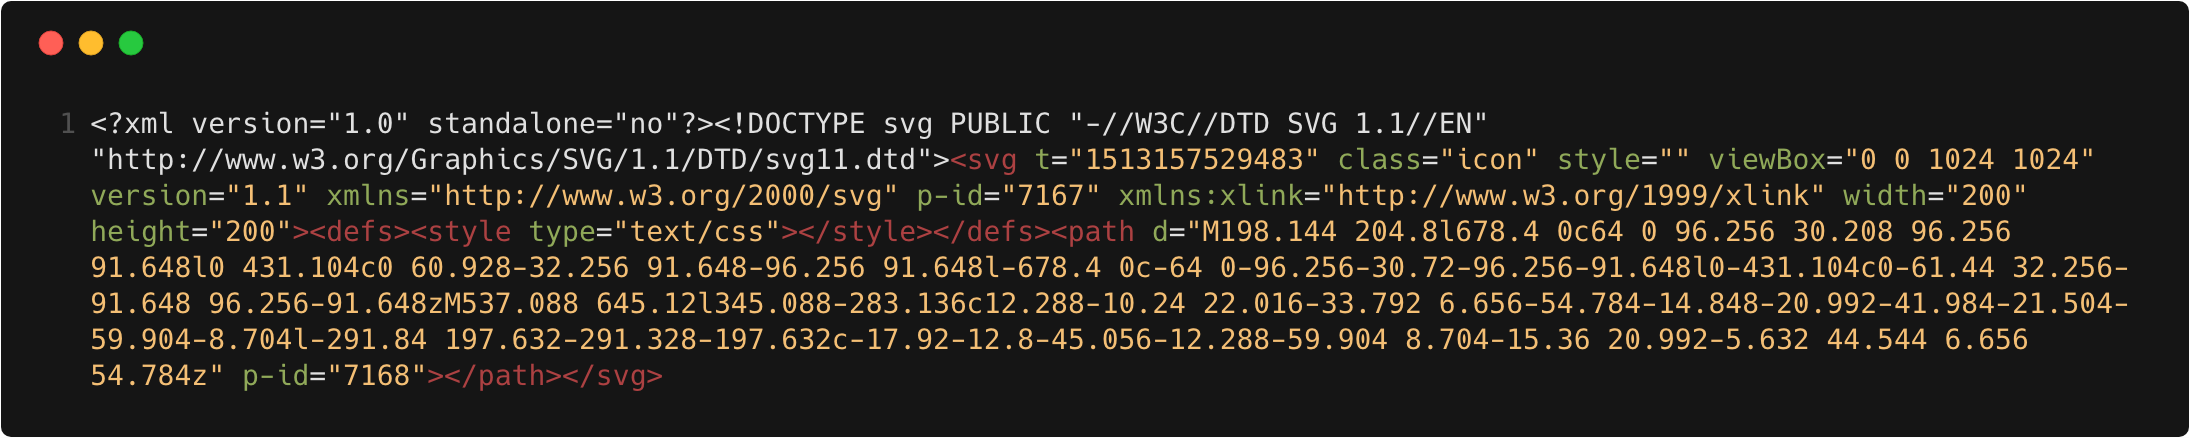 1 <?xml version="1.0" standalone="no"?><!DOCTYPE svg PUBLIC "-//W3C//DTD SVG 1.1//EN"
"http://www.w3.org/Graphics/SVG/1.1/DTD/svg11.dtd"><svg t="1513157529483" class="icon" style="" viewBox="0 0 1024 1024"
version="1.1" xmlns="http://www.w3.org/2000/svg" p-id="7167" xmlns:xlink="http://www.w3.org/1999/xlink" width="200"
height="200"><defs><style type="text/css"></style></defs><path d="M198.144 204.8l678.4 0c64 0 96.256 30.208 96.256
91.648l0 431.104c0 60.928-32.256 91.648-96.256 91.648l-678.4 0c-64 0-96.256-30.72-96.256-91.648l0-431.104c0-61.44 32.256-
91.648 96.256-91.648zM537.088 645.12l345.088-283.136c12.288-10.24 22.016-33.792 6.656-54.784-14.848-20.992-41.984-21.504-
59.904-8.704l-291.84 197.632-291.328-197.632c-17.92-12.8-45.056-12.288-59.904 8.704-15.36 20.992-5.632 44.544 6.656
54.784z" p-id="7168"></path></svg>